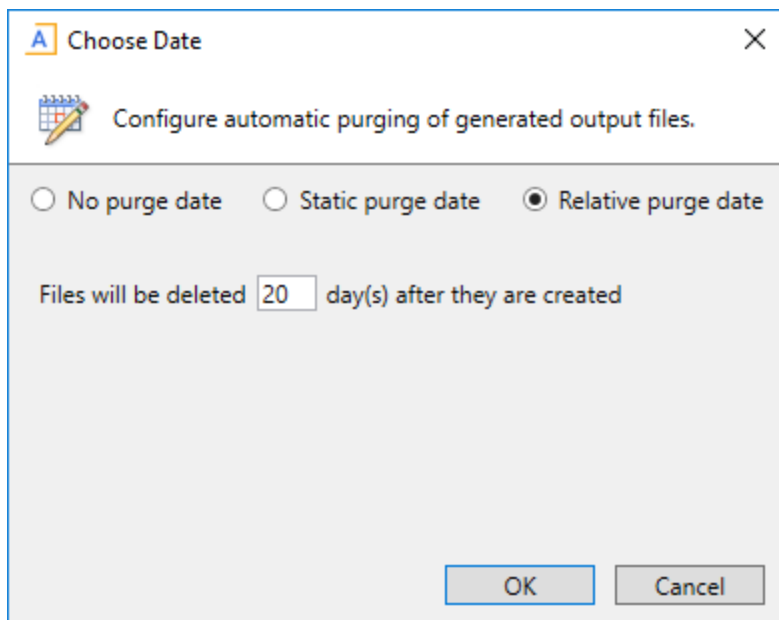 A Choose Date
Configure automatic purging of generated output files.
No purge date Static purge date Relative purge date
Files will be deleted 20 day(s) after they are created
OK Cancel